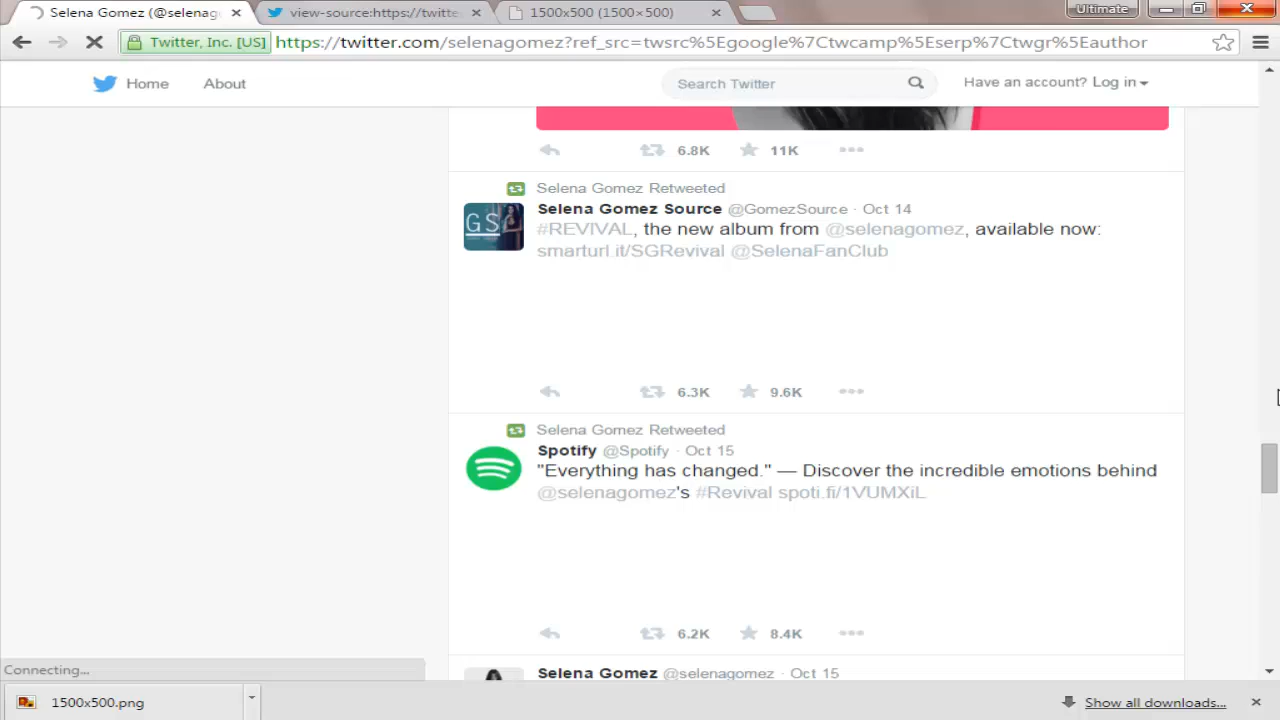 Selena Gomez (@selenag
view-source:https://twitte
1500x500 (1500×500)
Ultimate
Twitter, Inc. [US]
https://twitter.com/selenagomez?ref_src=twsrc%5Egoogle%7Ctwcamp%5Eserp%7Ctwgr%5Eauthor
Home
About
Search Twitter
Have an account? Log in
6.8K
11K
Selena Gomez Retweeted
GS
Selena Gomez Source @GomezSource · Oct 14
#REVIVAL, the new album from @selenagomez, available now:
smarturl.it/SGRevival @SelenaFanClub
6.3K
9.6K
Selena Gomez Retweeted
Spotify @Spotify · Oct 15
"Everything has changed." — Discover the incredible emotions behind
@selenagomez's #Revival spoti.fi/1VUMXiL
6.2K
8.4K
Selena Gomez @selenagomez · Oct 15
Connecting...
1500x500.png
Show all downloads...